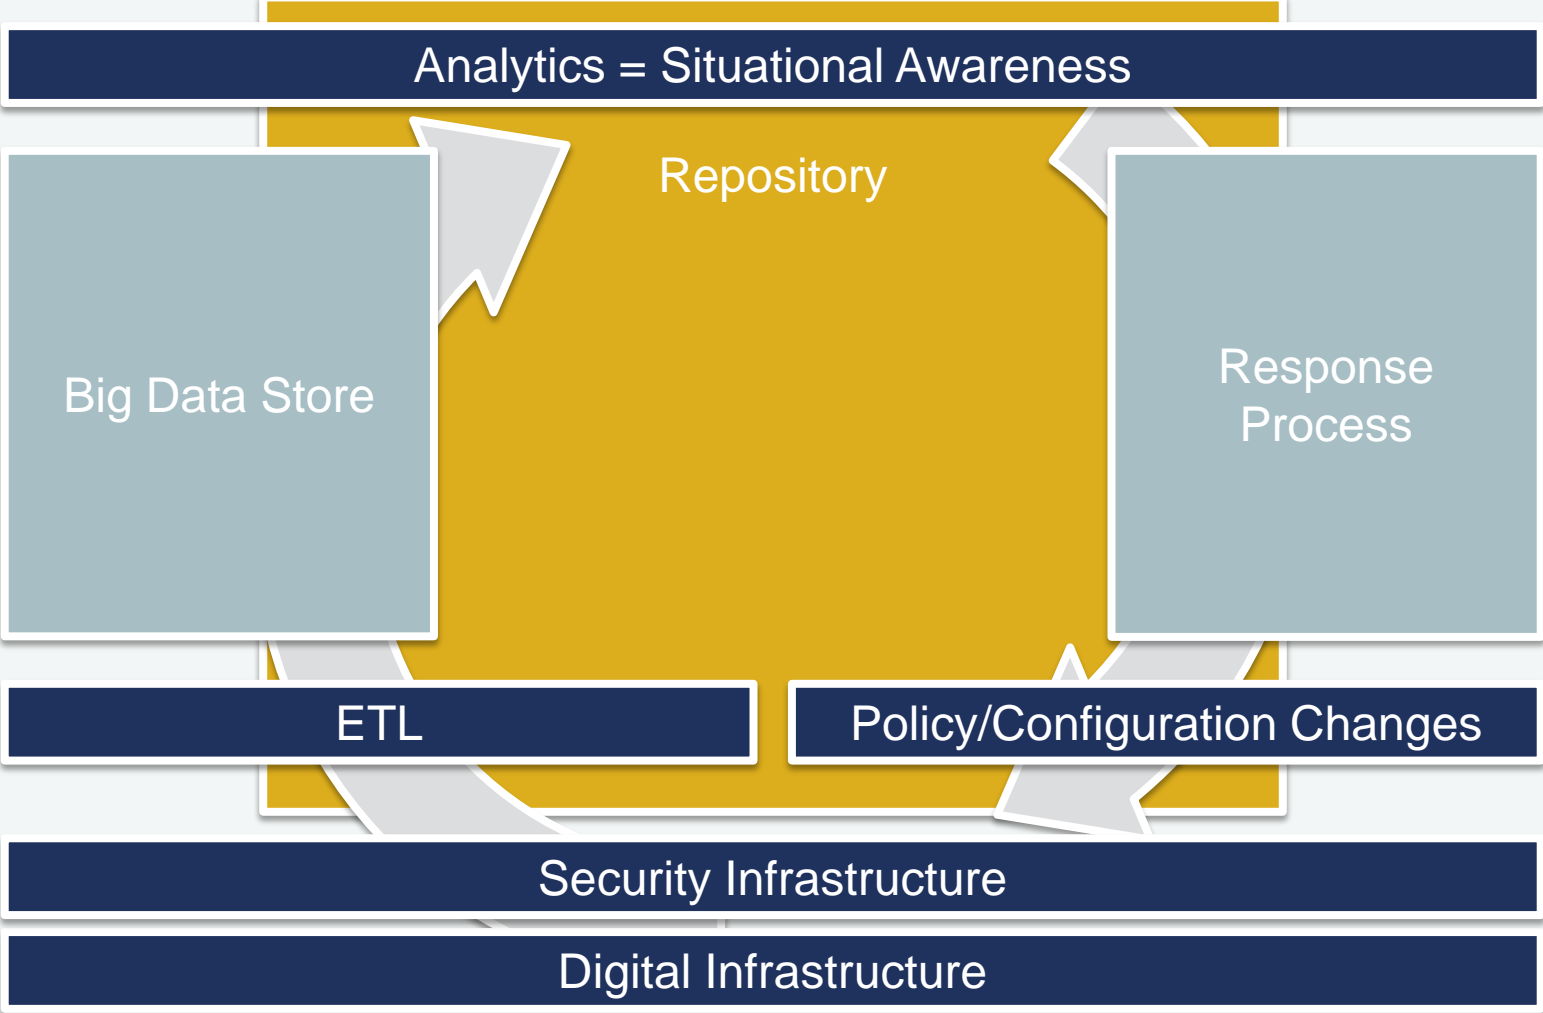 Analytics = Situational Awareness
Repository
Big Data Store
Response
Process
ETL
Policy/Configuration Changes
Security Infrastructure
Digital Infrastructure